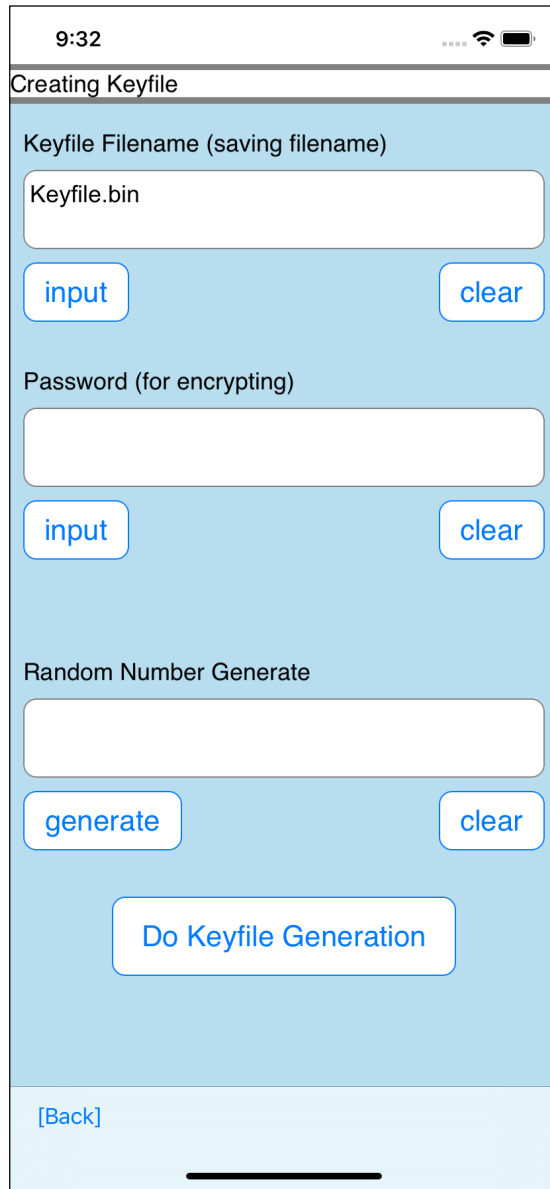 9:32
Creating Keyfile
Keyfile Filename (saving filename)
Keyfile.bin
input clear
Password (for encrypting)
input clear
Random Number Generate
generate clear
Do Keyfile Generation
[Back]